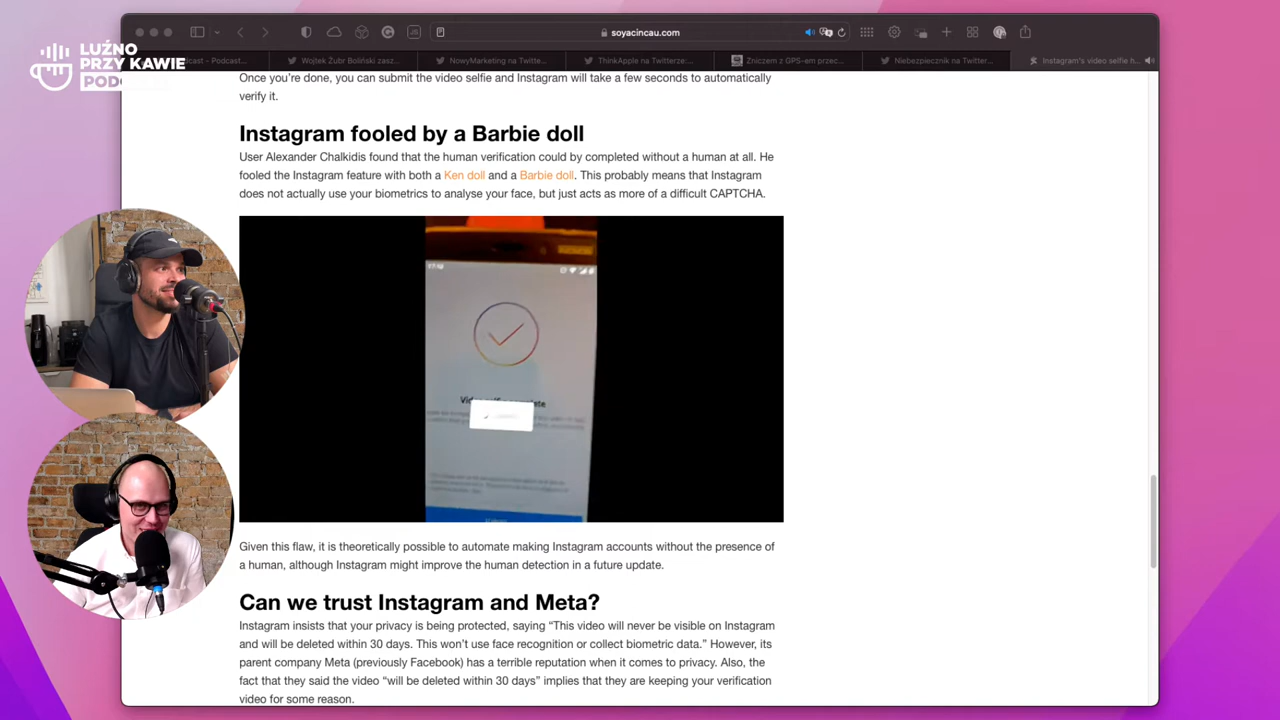 LUŹNO
PRZY KAWIE
soyacincau.com
Wojtek Żubr Boliński zasz...
NowyMarketing na Twitte...
ThinkApple na Twitterze:...
Zniczem z GPS-em przec...
Niebezpiecznik na Twitter...
Instagram's video selfie h...
Once you're done, you can submit the video selfie and Instagram will take a few seconds to automatically
verify it.
Instagram fooled by a Barbie doll
User Alexander Chalkidis found that the human verification could by completed without a human at all. He
fooled the Instagram feature with both a Ken doll and a Barbie doll. This probably means that Instagram
does not actually use your biometrics to analyse your face, but just acts as more of a difficult CAPTCHA.
Given this flaw, it is theoretically possible to automate making Instagram accounts without the presence of
a human, although Instagram might improve the human detection in a future update.
Can we trust Instagram and Meta?
Instagram insists that your privacy is being protected, saying “This video will never be visible on Instagram
and will be deleted within 30 days. This won’t use face recognition or collect biometric data.” However, its
parent company Meta (previously Facebook) has a terrible reputation when it comes to privacy. Also, the
fact that they said the video “will be deleted within 30 days” implies that they are keeping your verification
video for some reason.